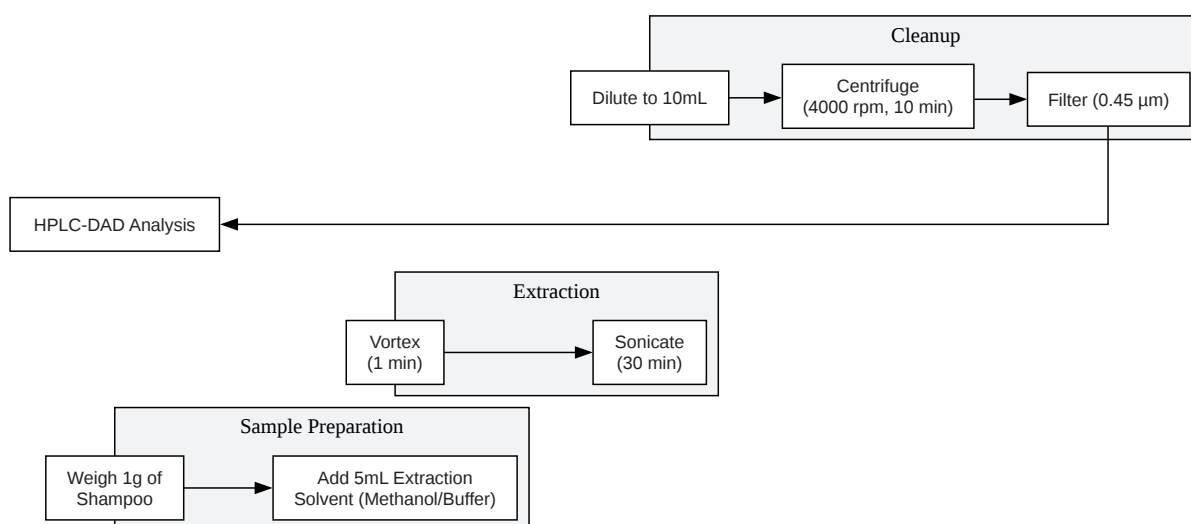 Cleanup
Dilute to 10mL
Centrifuge
(4000 rpm, 10 min)
Filter (0.45 µm)
HPLC-DAD Analysis
Extraction
Vortex
(1 min)
Sonicate
(30 min)
Sample Preparation
Weigh 1g of
Shampoo
Add 5mL Extraction
Solvent (Methanol/Buffer)